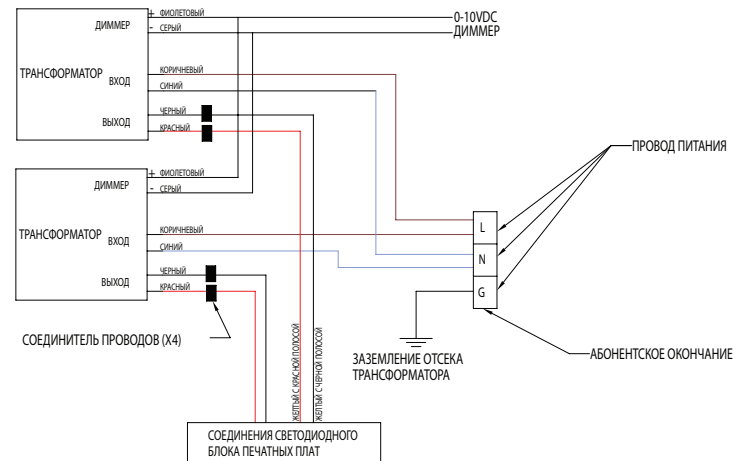 ДИММЕР
+ ФИОЛЕТОВЫЙ
- СЕРЫЙ
0-10VDC
ДИММЕР
ТРАНСФОРМАТОР
ВХОД
КОРИЧНЕВЫЙ
СИНИЙ
ВЫХОД
ЧЕРНЫЙ
КРАСНЫЙ
ДИММЕР
+ ФИОЛЕТОВЫЙ
- СЕРЫЙ
ТРАНСФОРМАТОР
ВХОД
КОРИЧНЕВЫЙ
СИНИЙ
ВЫХОД
ЧЕРНЫЙ
КРАСНЫЙ
ПРОВОД ПИТАНИЯ
L
N
G
СОЕДИНИТЕЛЬ ПРОВОДОВ (X4)
ЖЕЛТЫЙ С КРАСНОЙ ПОЛОСОЙ
ЖЕЛТЫЙ С ЧЕРНОЙ ПОЛОСОЙ
ЗАЗЕМЛЕНИЕ ОТСЕКА
ТРАНСФОРМАТОРА
АБОНЕНТСКОЕ ОКОНЧАНИЕ
СОЕДИНЕНИЯ СВЕТОДИОДНОГО
БЛОКА ПЕЧАТНЫХ ПЛАТ